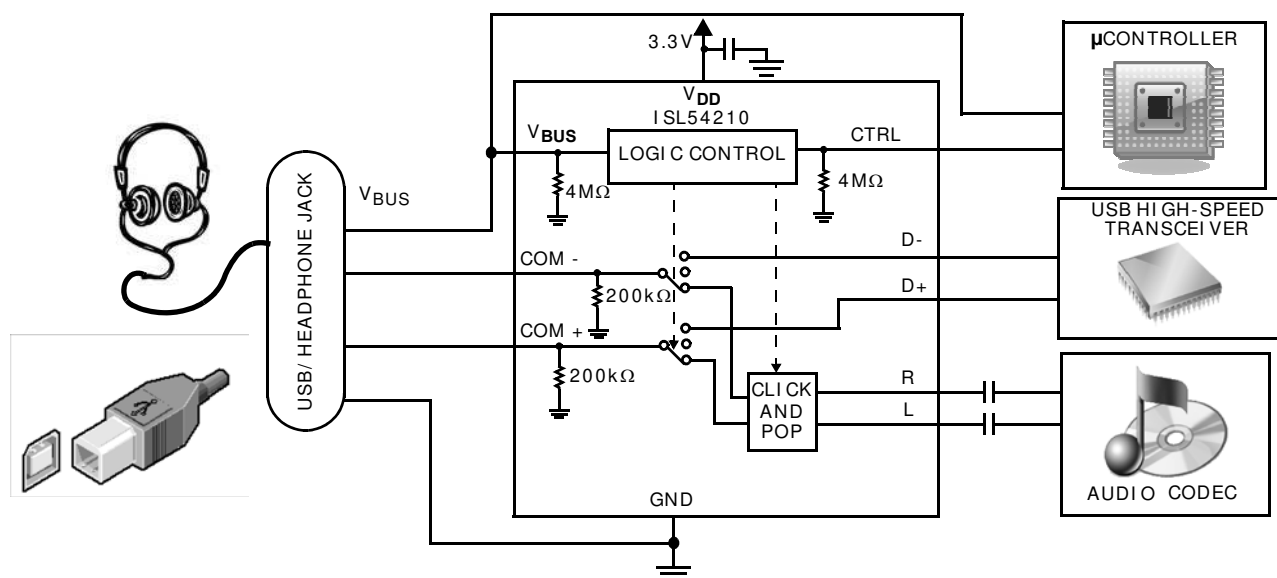 3.3V
µCONTROLLER
VDD
ISL54210
VBUS
LOGIC CONTROL
CTRL
4MΩ
4MΩ
VBUS
USB/HEADPHONE JACK
USB HIGH-SPEED
TRANSCEIVER
D-
COM -
200kΩ
D+
COM +
200kΩ
CLICK
AND
POP
R
L
AUDIO CODEC
GND